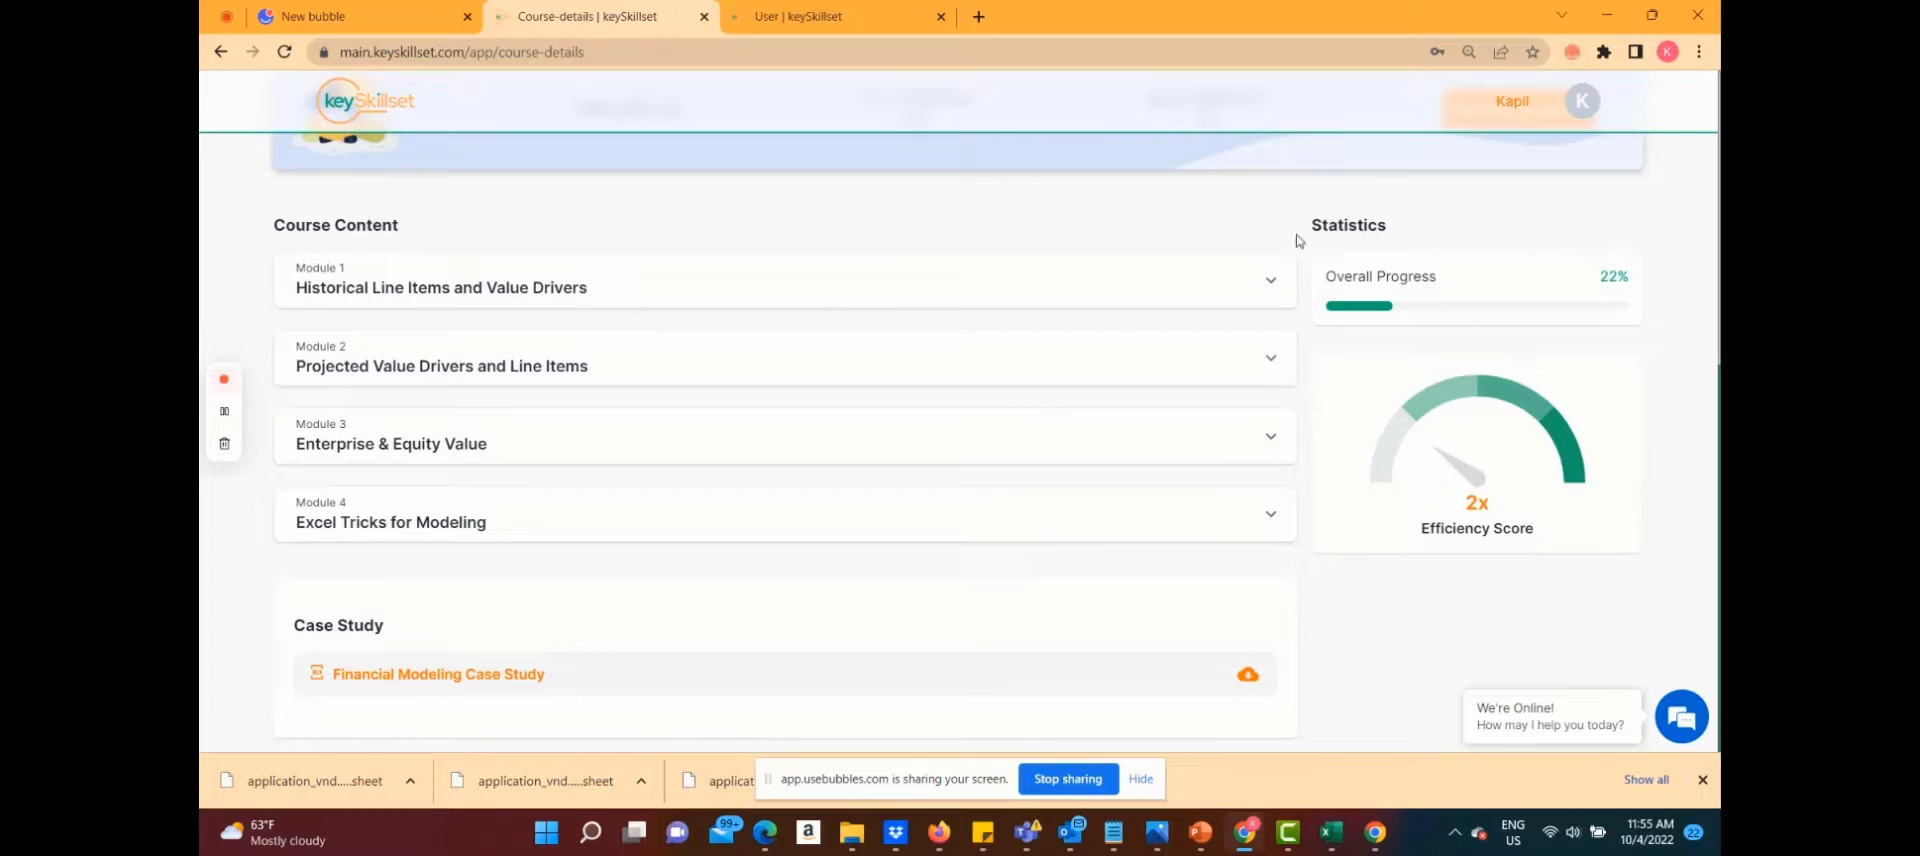 New bubble
Course-details | keySkillset
User | keySkillset
main.keyskillset.com/app/course-details
K
keySkillset
Kapil
K
Course Content
Statistics
Module 1
Historical Line Items and Value Drivers
Overall Progress
22%
Module 2
Projected Value Drivers and Line Items
Module 3
Enterprise & Equity Value
Module 4
Excel Tricks for Modeling
2x
Efficiency Score
Case Study
Financial Modeling Case Study
We're Online!
How may I help you today?
application_vnd.....sheet
application_vnd.....sheet
applicat
app.usebubbles.com is sharing your screen.
Stop sharing
Hide
Show all
63°F
Mostly cloudy
99+
ENG
US
11:55 AM
10/4/2022
22